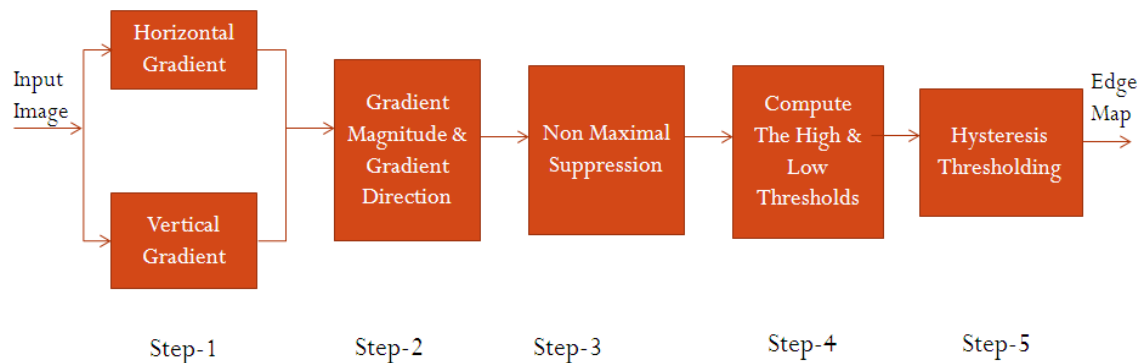 Input
Image
Horizontal
Gradient
Vertical
Gradient
Gradient
Magnitude &
Gradient
Direction
Non Maximal
Suppression
Compute
The High &
Low
Thresholds
Hysteresis
Thresholding
Edge
Map
Step-1
Step-2
Step-3
Step-4
Step-5